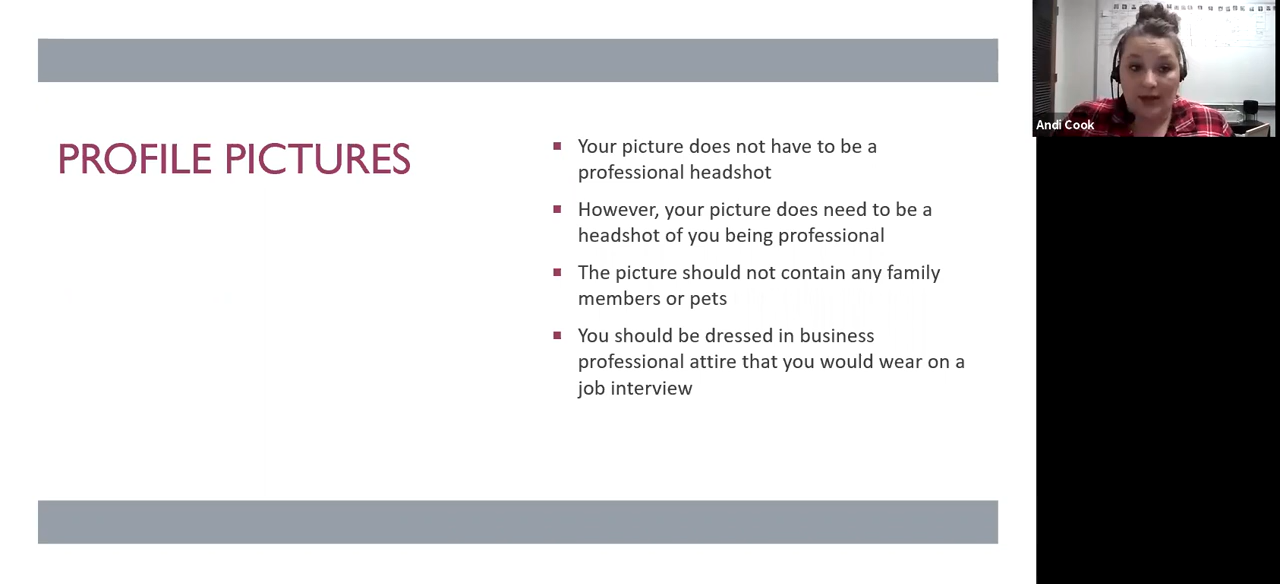 PROFILE PICTURES
Your picture does not have to be a
professional headshot
However, your picture does need to be a
headshot of you being professional
The picture should not contain any family
members or pets
You should be dressed in business
professional attire that you would wear on a
job interview
Andi Cook